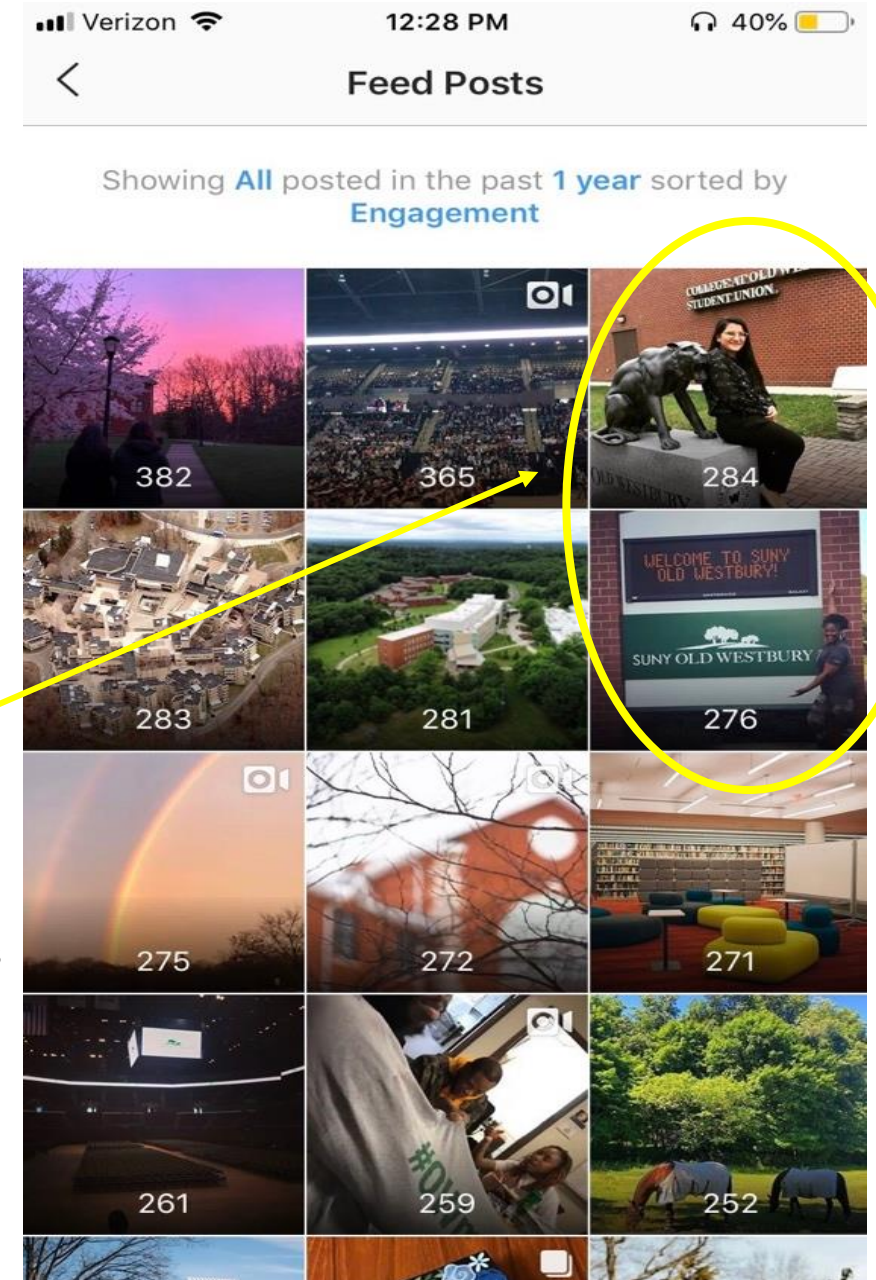 Verizon 12:28 PM 40%
Feed Posts
Showing All posted in the past 1 year sorted by
Engagement
COLLEGE AT OLD
STUDENT UNION
OLD WESTBURY
382 365 284
WELCOME TO SUNY
OLD WESTBURY!
SUNY OLD WESTBURY
283 281 276
275 272 271
261 259 252